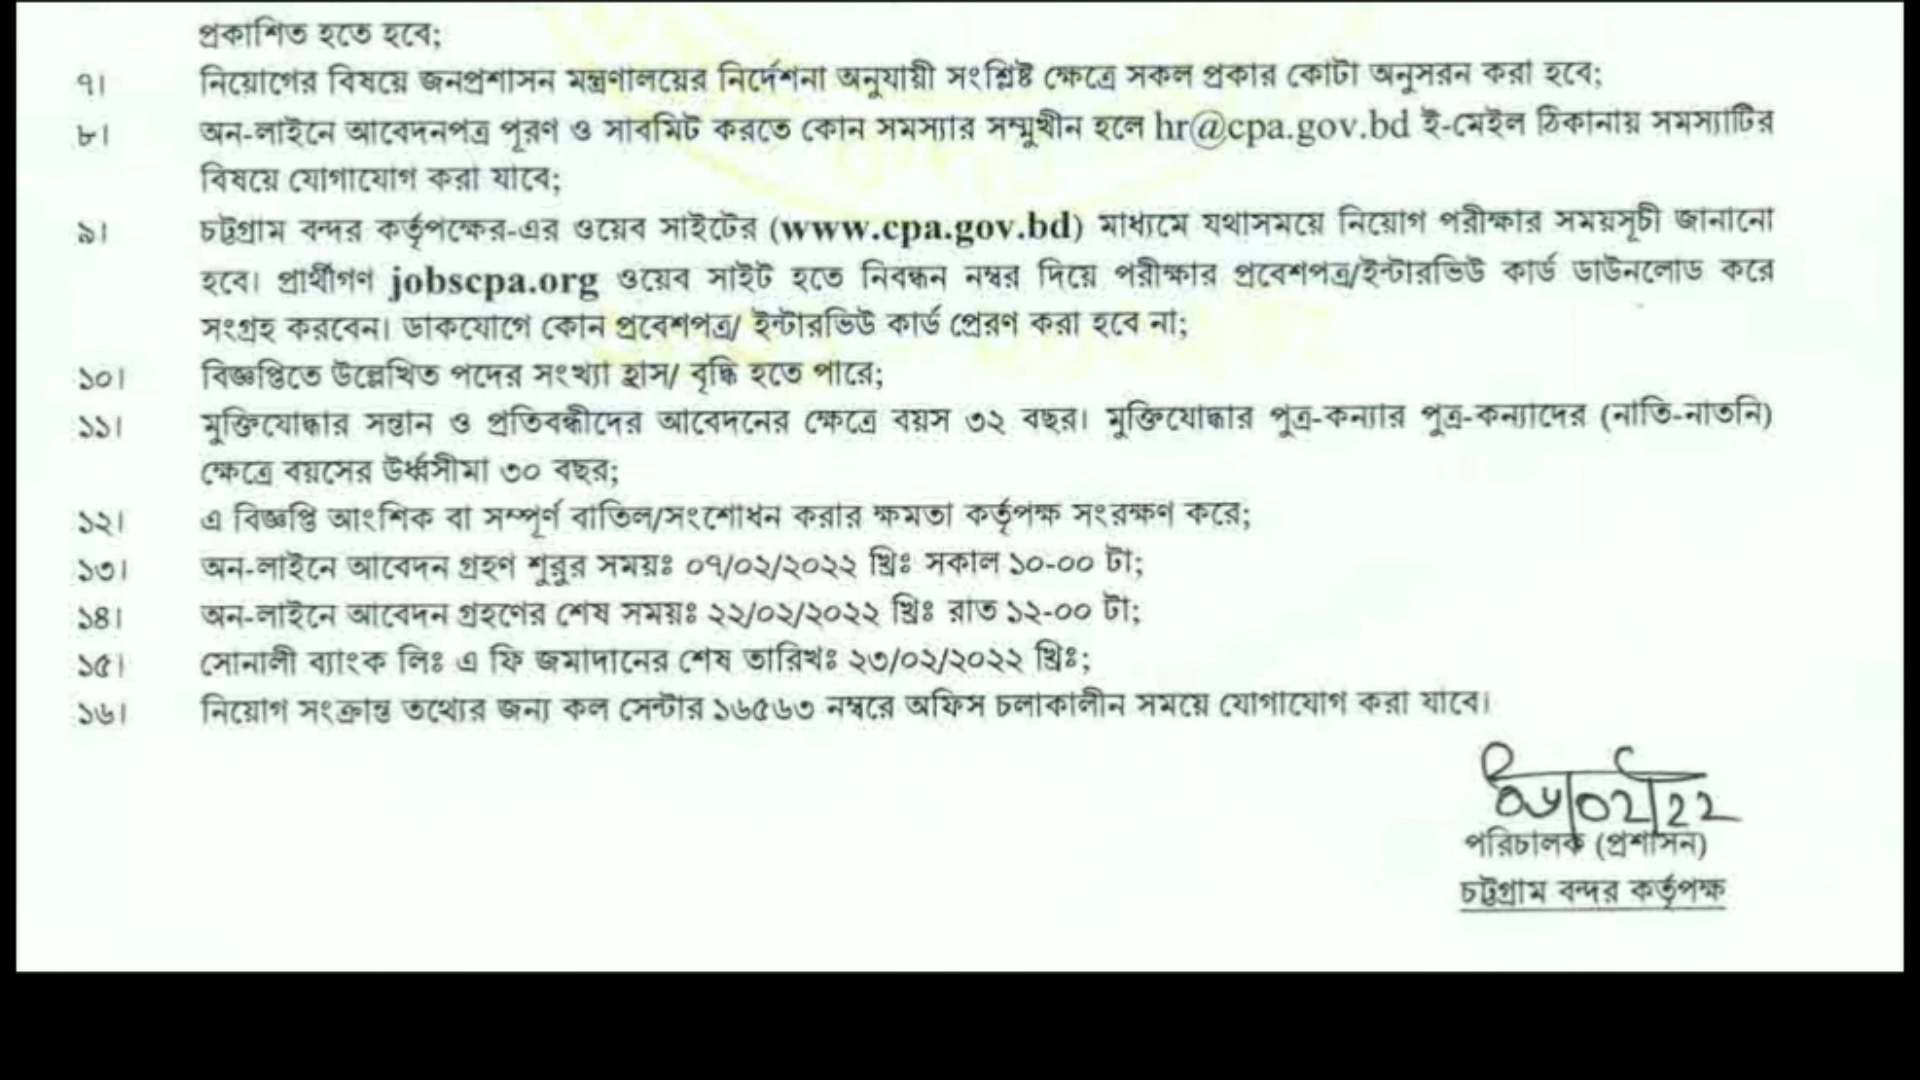 প্রকাশিত হতে হবে;
৭। নিয়োগের বিষয়ে জনপ্রশাসন মন্ত্রণালয়ের নির্দেশনা অনুযায়ী সংশ্লিষ্ট ক্ষেত্রে সকল প্রকার কোটা অনুসরন করা হবে;
৮। অন-লাইনে আবেদনপত্র পূরণ ও সাবমিট করতে কোন সমস্যার সম্মুখীন হলে hr@cpa.gov.bd ই-মেইল ঠিকানায় সমস্যাটির
বিষয়ে যোগাযোগ করা যাবে;
৯। চট্টগ্রাম বন্দর কর্তৃপক্ষের-এর ওয়েব সাইটের (www.cpa.gov.bd) মাধ্যমে যথাসময়ে নিয়োগ পরীক্ষার সময়সূচী জানানো
হবে। প্রার্থীগণ jobscpa.org ওয়েব সাইট হতে নিবন্ধন নম্বর দিয়ে পরীক্ষার প্রবেশপত্র/ইন্টারভিউ কার্ড ডাউনলোড করে
সংগ্রহ করবেন। ডাকযোগে কোন প্রবেশপত্র/ ইন্টারভিউ কার্ড প্রেরণ করা হবে না;
১০। বিজ্ঞপ্তিতে উল্লেখিত পদের সংখ্যা হ্রাস/ বৃদ্ধি হতে পারে;
১১। মুক্তিযোদ্ধার সন্তান ও প্রতিবন্ধীদের আবেদনের ক্ষেত্রে বয়স ৩২ বছর। মুক্তিযোদ্ধার পুত্র-কন্যার পুত্র-কন্যাদের (নাতি-নাতনি)
ক্ষেত্রে বয়সের উর্ধ্বসীমা ৩০ বছর;
১২। এ বিজ্ঞপ্তি আংশিক বা সম্পূর্ণ বাতিল/সংশোধন করার ক্ষমতা কর্তৃপক্ষ সংরক্ষণ করে;
১৩। অন-লাইনে আবেদন গ্রহণ শুরুর সময়ঃ ০৭/০২/২০২২ খ্রিঃ সকাল ১০-০০ টা;
১৪। অন-লাইনে আবেদন গ্রহণের শেষ সময়ঃ ২২/০২/২০২২ খ্রিঃ রাত ১২-০০ টা;
১৫। সোনালী ব্যাংক লিঃ এ ফি জমাদানের শেষ তারিখঃ ২৩/০২/২০২২ খ্রিঃ;
১৬। নিয়োগ সংক্রান্ত তথ্যের জন্য কল সেন্টার ১৬৫৬৩ নম্বরে অফিস চলাকালীন সময়ে যোগাযোগ করা যাবে।
পরিচালক (প্রশাসন)
চট্টগ্রাম বন্দর কর্তৃপক্ষ